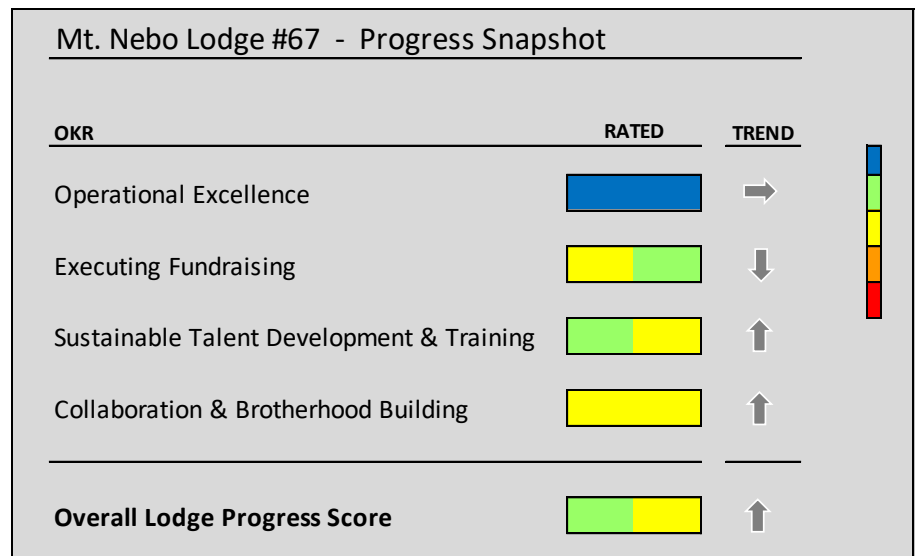 Mt. Nebo Lodge #67 - Progress Snapshot
OKR RATED TREND
Operational Excellence
Executing Fundraising
Sustainable Talent Development & Training
Collaboration & Brotherhood Building
Overall Lodge Progress Score